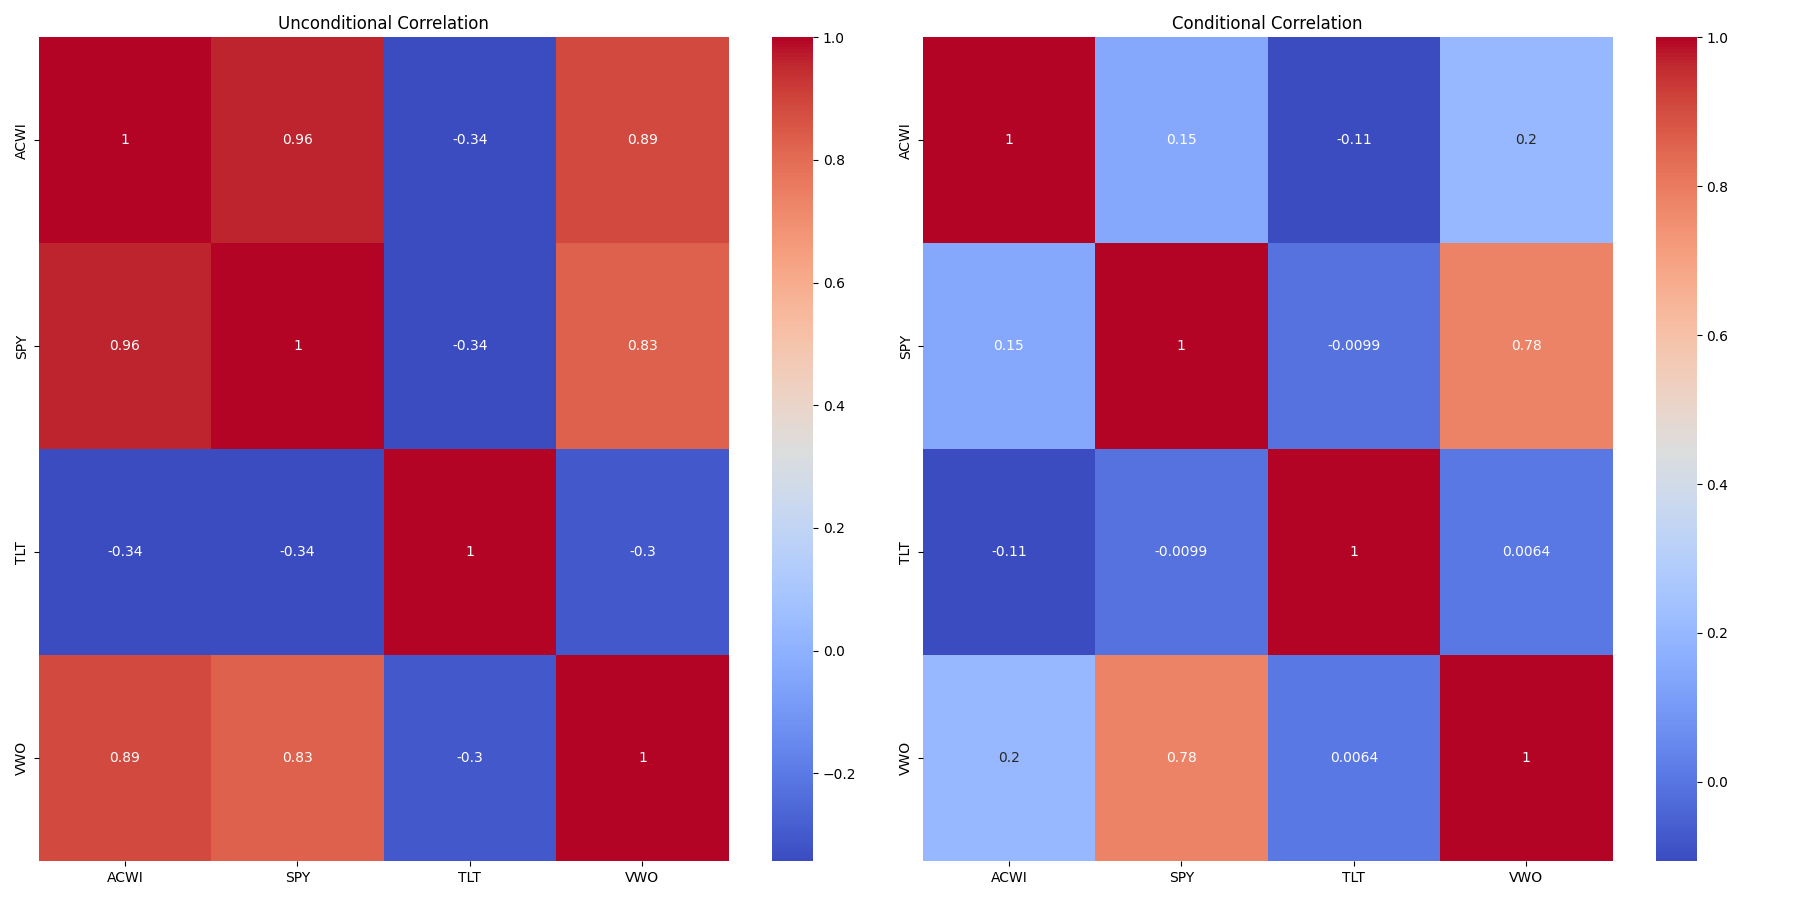 Unconditional Correlation
Conditional Correlation
ACWI
1
0.96
-0.34
0.89
SPY
0.96
1
-0.34
0.83
TLT
-0.34
-0.34
1
-0.3
VWO
0.89
0.83
-0.3
1
ACWI
SPY
TLT
VWO
1.0
0.8
0.6
0.4
0.2
0.0
−0.2
ACWI
1
0.15
-0.11
0.2
SPY
0.15
1
-0.0099
0.78
TLT
-0.11
-0.0099
1
0.0064
VWO
0.2
0.78
0.0064
1
ACWI
SPY
TLT
VWO
1.0
0.8
0.6
0.4
0.2
0.0